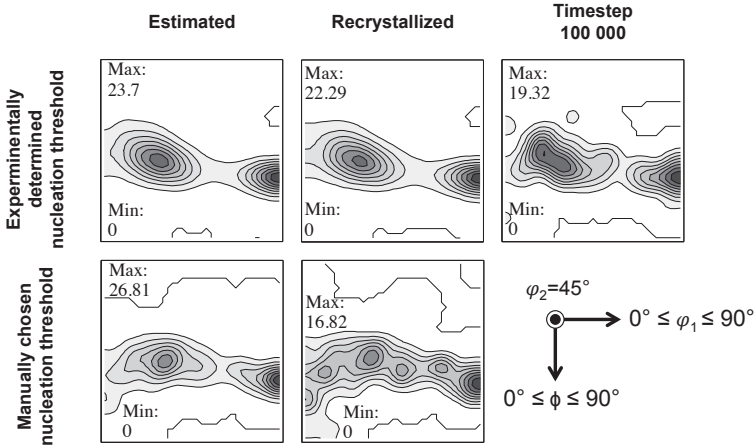 Estimated
Recrystallized
Timestep
100 000
Experminentally
determined
nucleation threshold
Max:
23.7
Min:
0
Max:
22.29
Min:
0
Max:
19.32
Min:
0
Manually chosen
nucleation threshold
Max:
26.81
Min:
0
Max:
16.82
Min:
0
φ2=45°
0° ≤ φ1 ≤ 90°
0° ≤ ϕ ≤ 90°